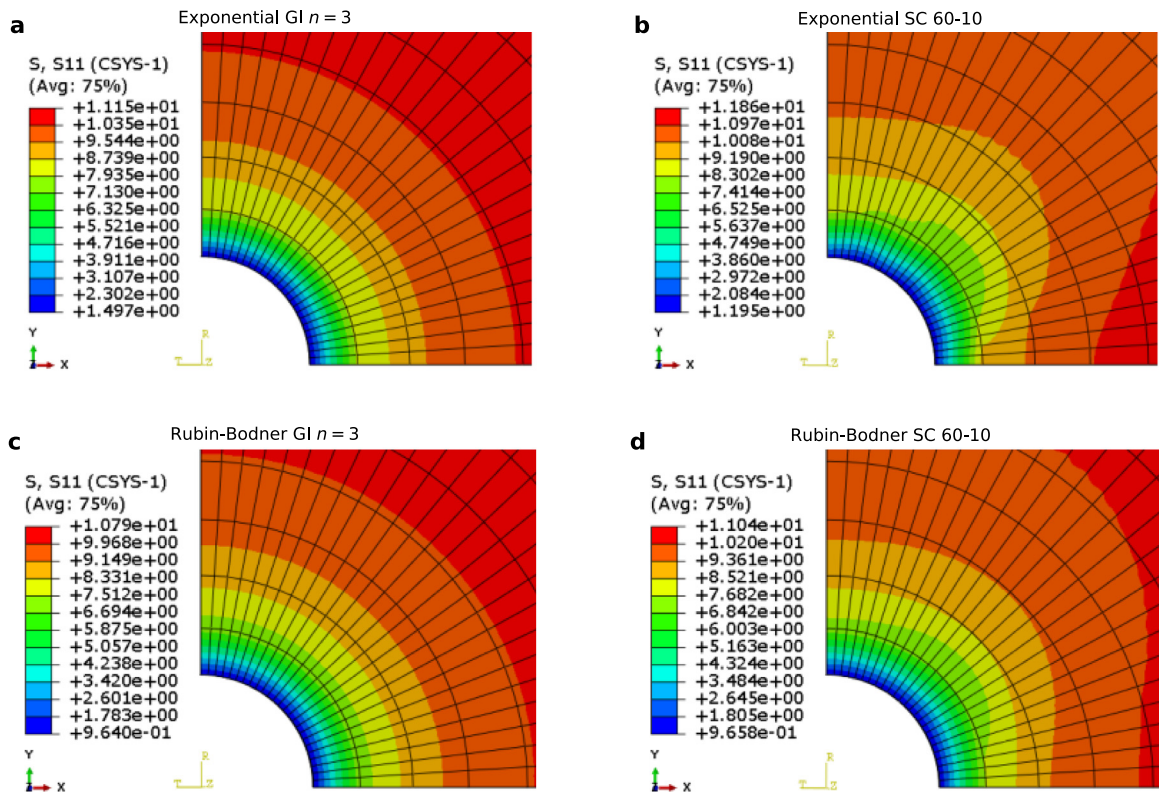 a
Exponential GI n = 3
S, S11 (CSYS-1)
(Avg: 75%)
+1.115e+01
+1.035e+01
+9.544e+00
+8.739e+00
+7.935e+00
+7.130e+00
+6.325e+00
+5.521e+00
+4.716e+00
+3.911e+00
+3.107e+00
+2.302e+00
+1.497e+00
Y
Z
X
R
T
Z
b
Exponential SC 60-10
S, S11 (CSYS-1)
(Avg: 75%)
+1.186e+01
+1.097e+01
+1.008e+01
+9.190e+00
+8.302e+00
+7.414e+00
+6.525e+00
+5.637e+00
+4.749e+00
+3.860e+00
+2.972e+00
+2.084e+00
+1.195e+00
Y
Z
X
R
T
Z
c
Rubin-Bodner GI n = 3
S, S11 (CSYS-1)
(Avg: 75%)
+1.079e+01
+9.968e+00
+9.149e+00
+8.331e+00
+7.512e+00
+6.694e+00
+5.875e+00
+5.057e+00
+4.238e+00
+3.420e+00
+2.601e+00
+1.783e+00
+9.640e-01
Y
Z
X
R
T
Z
d
Rubin-Bodner SC 60-10
S, S11 (CSYS-1)
(Avg: 75%)
+1.104e+01
+1.020e+01
+9.361e+00
+8.521e+00
+7.682e+00
+6.842e+00
+6.003e+00
+5.163e+00
+4.324e+00
+3.484e+00
+2.645e+00
+1.805e+00
+9.658e-01
Y
Z
X
R
T
Z